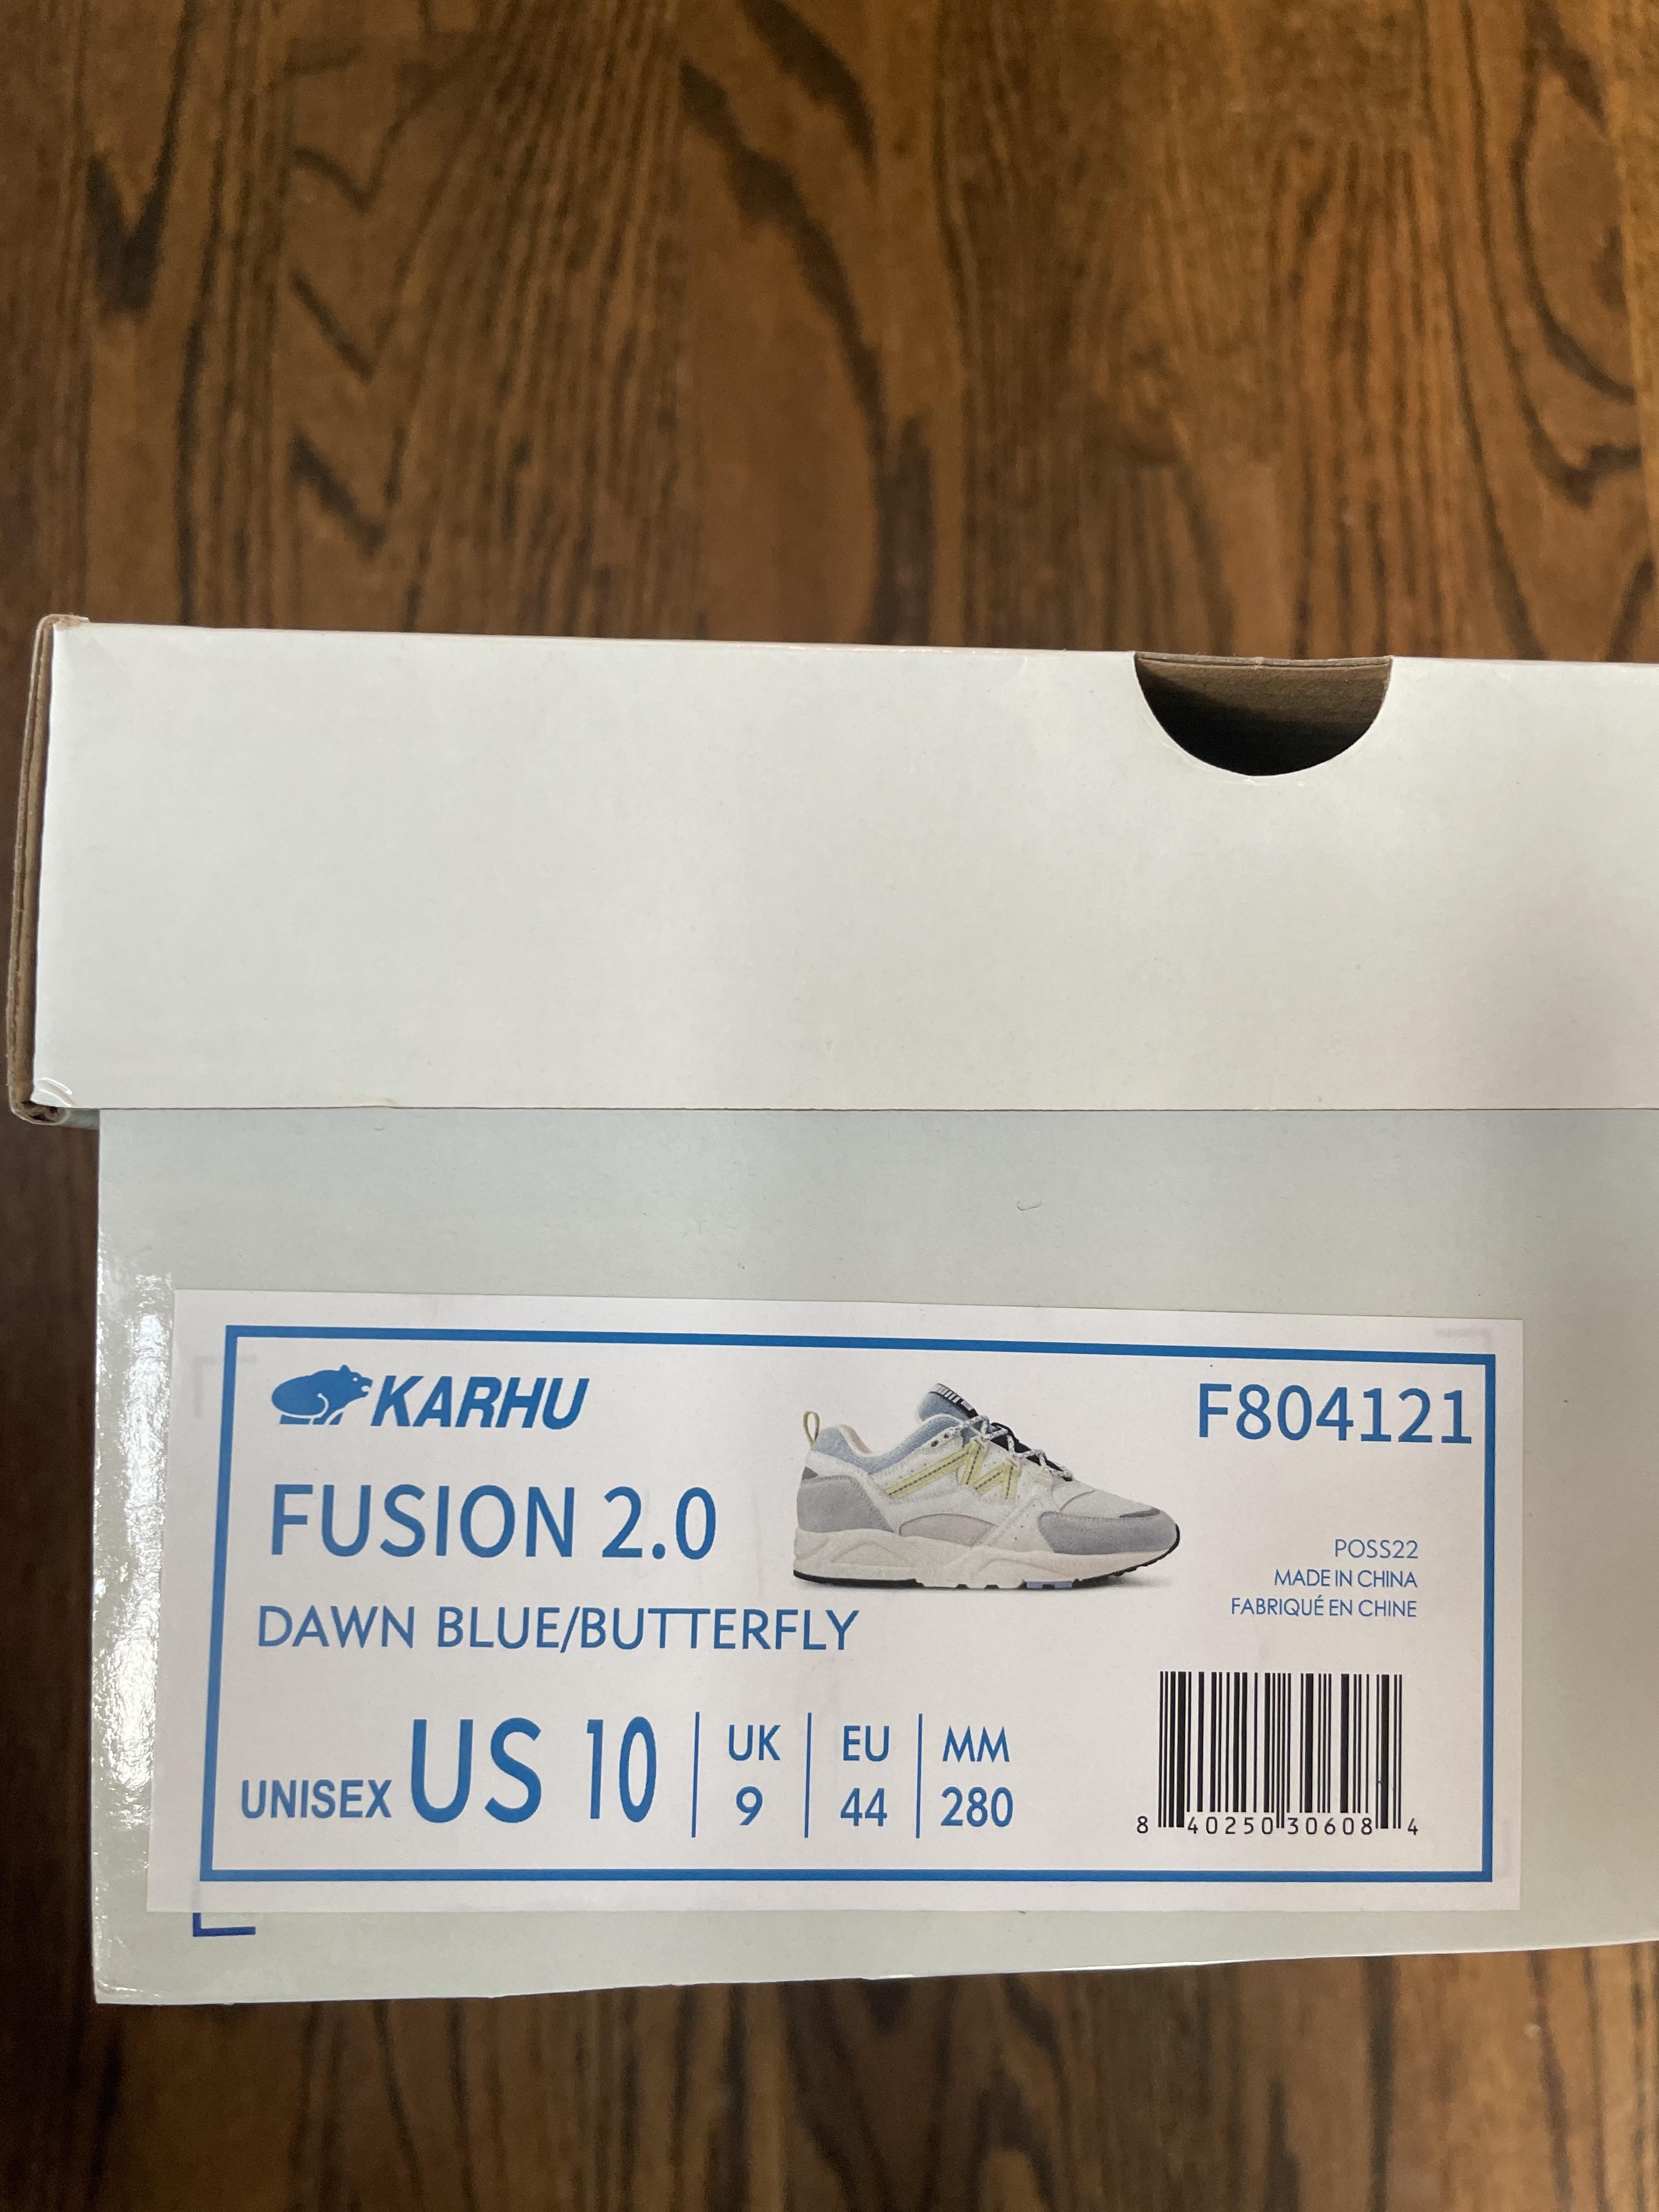 KARHU
F804121
FUSION 2.0
DAWN BLUE/BUTTERFLY
POSS22
MADE IN CHINA
FABRIQUÉ EN CHINE
UNISEX US 10
UK 9
EU 44
MM 280
8 40250 30608 4